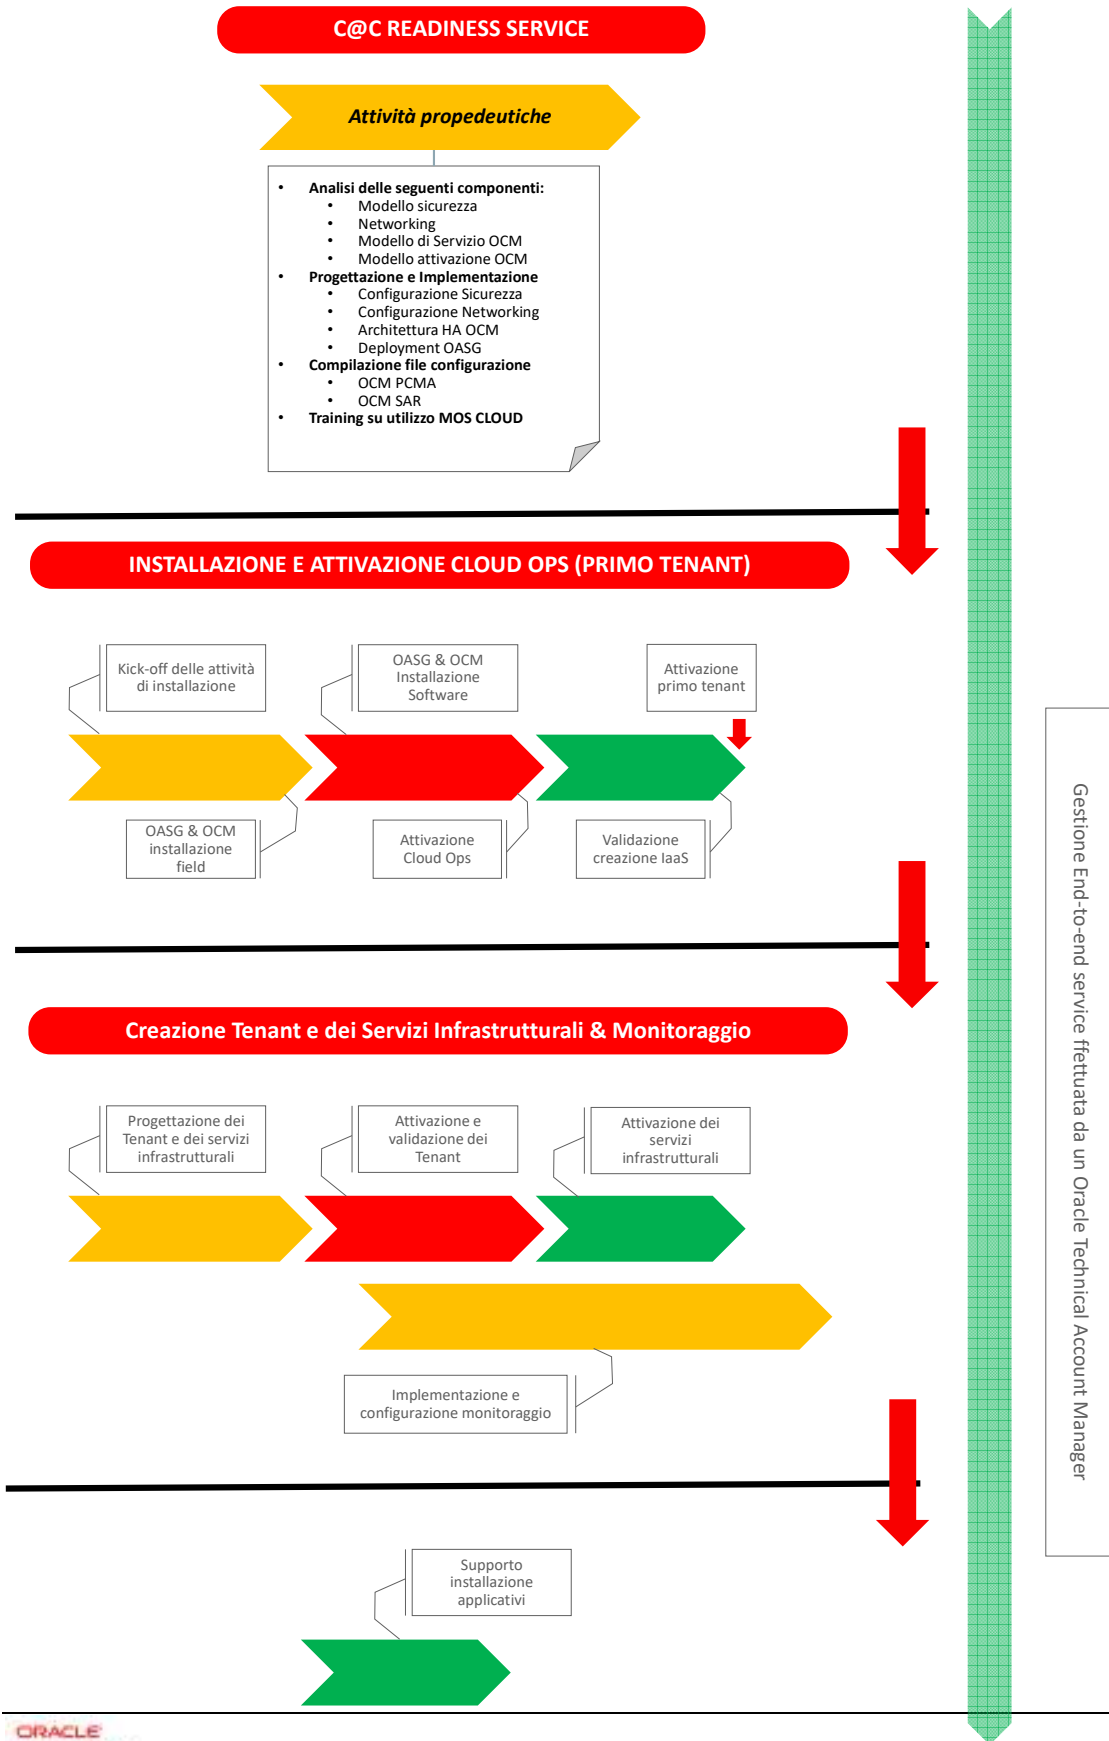 C@C READINESS SERVICE
Attività propedeutiche
• Analisi delle seguenti componenti:
• Modello sicurezza
• Networking
• Modello di Servizio OCM
• Modello attivazione OCM
• Progettazione e Implementazione
• Configurazione Sicurezza
• Configurazione Networking
• Architettura HA OCM
• Deployment OASG
• Compilazione file configurazione
• OCM PCMA
• OCM SAR
• Training su utilizzo MOS CLOUD
INSTALLAZIONE E ATTIVAZIONE CLOUD OPS (PRIMO TENANT)
Kick-off delle attività
di installazione
OASG & OCM
Installazione
Software
Attivazione
primo tenant
OASG & OCM
installazione
field
Attivazione
Cloud Ops
Validazione
creazione IaaS
Gestione End-to-end service ffettuata da un Oracle Technical Account Manager
Creazione Tenant e dei Servizi Infrastrutturali & Monitoraggio
Progettazione dei
Tenant e dei servizi
infrastrutturali
Attivazione e
validazione dei
Tenant
Attivazione dei
servizi
infrastrutturali
Implementazione e
configurazione monitoraggio
Supporto
installazione
applicativi
ORACLE